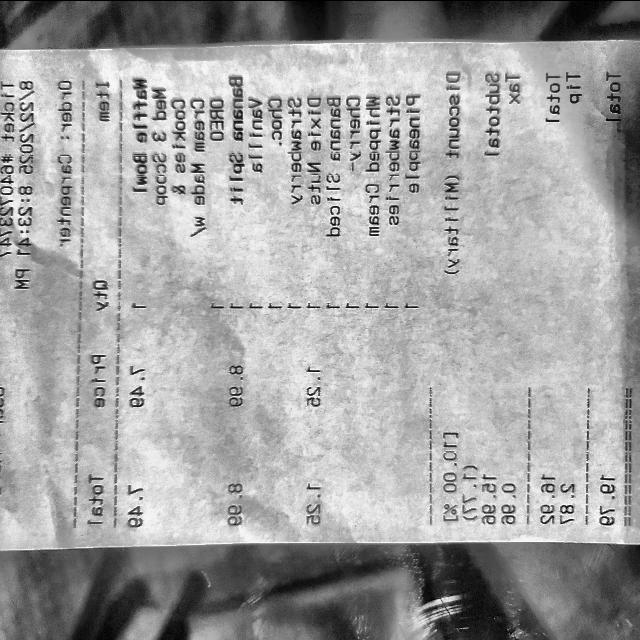 Ticket
8/22/2025 8:23:41 PM
Order: Carpenter
Item Qty Price Total
Waffle Bowl 1 7.49 7.49
Med 3 Scoop
Cookies &
Cream Made w/
OREO 1
Banana Split 1 8.99 8.99
Vanilla 1
Choc. 1
Strawberry 1
Dixie Nuts 1 1.25 1.25
Banana Sliced 1
Cherry- 1
Whipped Cream 1
Strawberries 1
Pineapple 1
Discount (Military) [10.00 %]
(1.77)
Subtotal 15.96
Tax 0.96
Total 16.92
Tip 2.87
Total 19.79